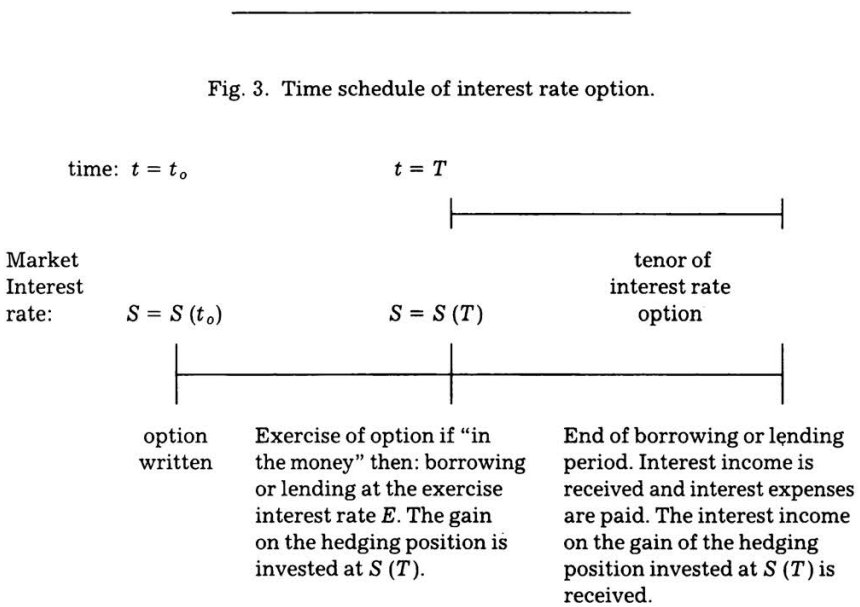 Fig. 3. Time schedule of interest rate option.
time: t = t₀ t = T
Market tenor of
Interest interest rate
rate: S = S (t₀) S = S (T) option
option Exercise of option if “in End of borrowing or lending
written the money” then: borrowing period. Interest income is
or lending at the exercise received and interest expenses
interest rate E. The gain are paid. The interest income
on the hedging position is on the gain of the hedging
invested at S (T). position invested at S (T) is
received.